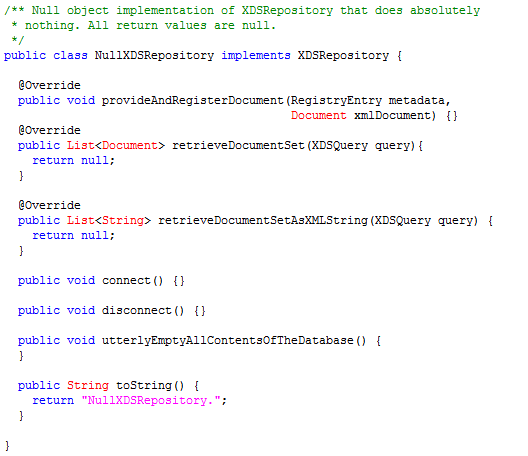 /** Null object implementation of XDSRepository that does absolutely
 * nothing. All return values are null.
 */
public class NullXDSRepository implements XDSRepository {

  @Override
  public void provideAndRegisterDocument(RegistryEntry metadata,
                                         Document xmlDocument) {}
  @Override
  public List<Document> retrieveDocumentSet(XDSQuery query){
    return null;
  }

  @Override
  public List<String> retrieveDocumentSetAsXMLString(XDSQuery query) {
    return null;
  }

  public void connect() {}

  public void disconnect() {}

  public void utterlyEmptyAllContentsOfTheDatabase() {
  }

  public String toString() {
    return "NullXDSRepository.";
  }

}